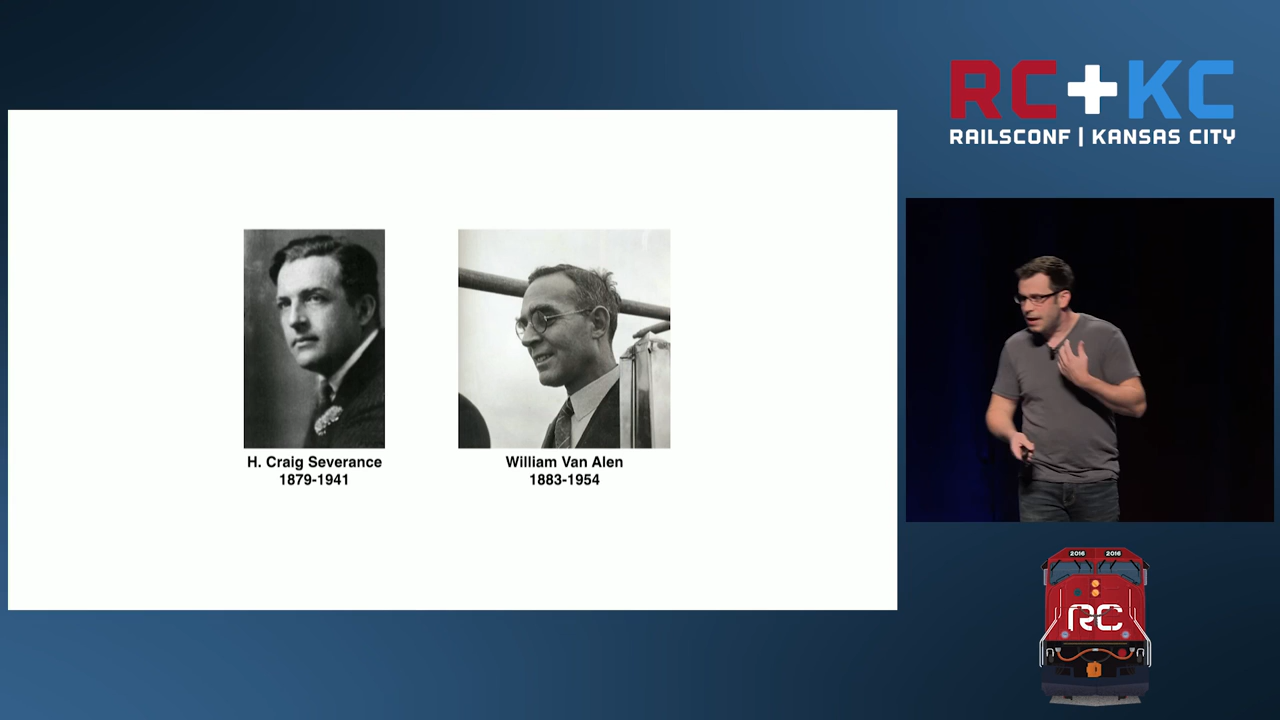 RC+KC
RAILSCONF | KANSAS CITY
H. Craig Severance
1879-1941
William Van Alen
1883-1954
2016 2016
RC